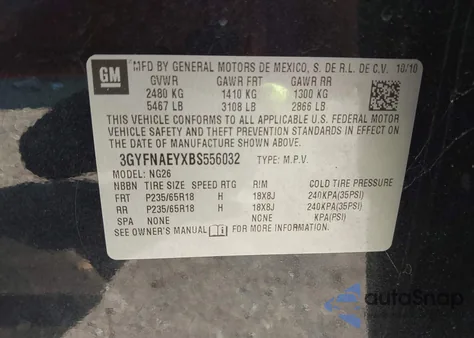 GM
MFD BY GENERAL MOTORS DE MEXICO, S. DE R.L. DE C.V. 10/10
GVWR GAWR FRT GAWR RR
2480 KG 1410 KG 1300 KG
5467 LB 3108 LB 2866 LB
THIS VEHICLE CONFORMS TO ALL APPLICABLE U.S. FEDERAL MOTOR
VEHICLE SAFETY, BUMPER, AND THEFT PREVENTION STANDARDS IN EFFECT ON
THE DATE OF MANUFACTURE SHOWN ABOVE.
3GYFNAEYXBS556032 TYPE: M.P.V.
MODEL: NG26
NBBN TIRE SIZE SPEED RTG RIM COLD TIRE PRESSURE
FRT P235/65R18 H 18X8J 240KPA(35PSI)
RR P235/65R18 H 18X8J 240KPA(35PSI)
SPA NONE NONE KPA(PSI)
SEE OWNER'S MANUAL FOR MORE INFORMATION.
autoSnap